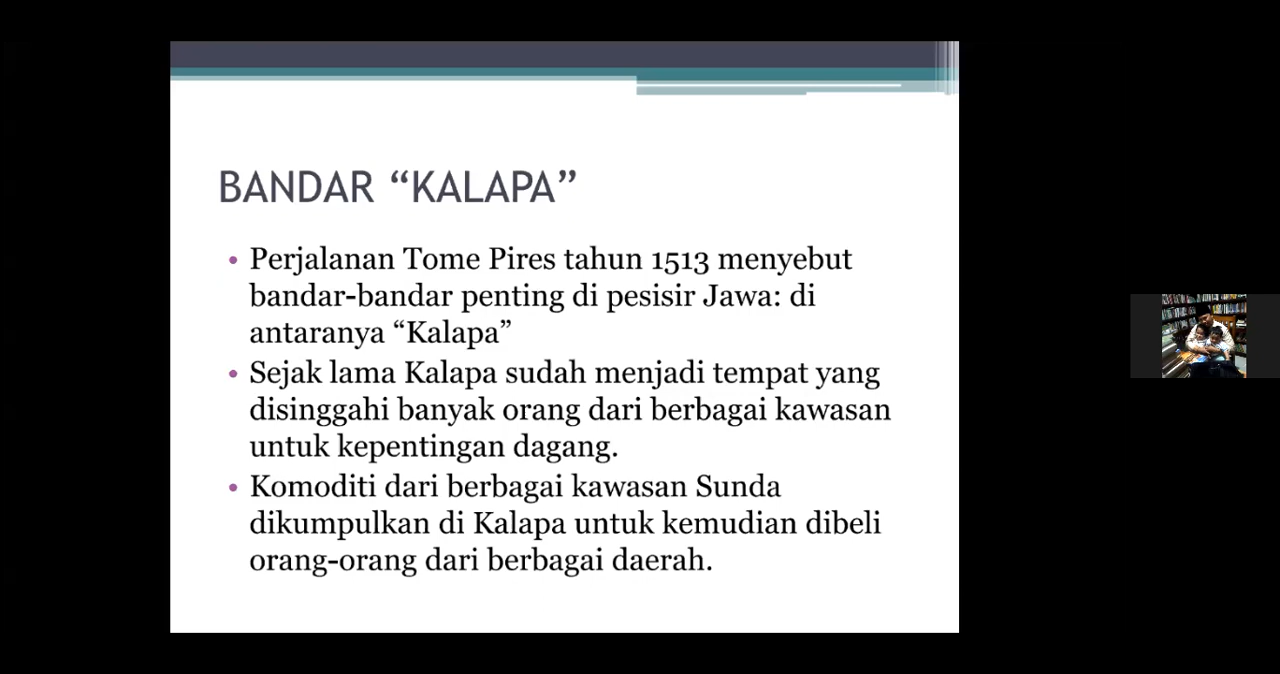 BANDAR “KALAPA”
• Perjalanan Tome Pires tahun 1513 menyebut
bandar-bandar penting di pesisir Jawa: di
antaranya “Kalapa”
• Sejak lama Kalapa sudah menjadi tempat yang
disinggahi banyak orang dari berbagai kawasan
untuk kepentingan dagang.
• Komoditi dari berbagai kawasan Sunda
dikumpulkan di Kalapa untuk kemudian dibeli
orang-orang dari berbagai daerah.